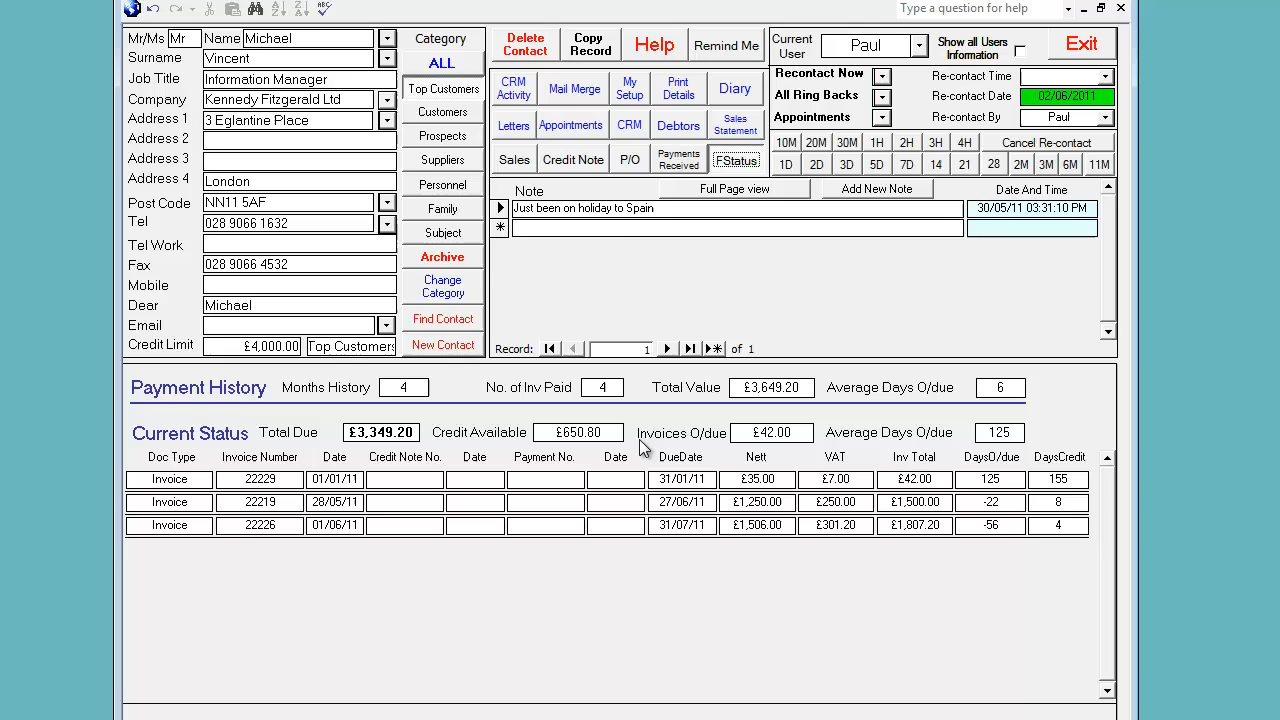 Type a question for help
Mr/Ms Mr Name Michael
Surname Vincent
Job Title Information Manager
Company Kennedy Fitzgerald Ltd
Address 1 3 Eglantine Place
Address 2
Address 3
Address 4 London
Post Code NN11 5AF
Tel 028 9066 1632
Tel Work
Fax 028 9066 4532
Mobile
Dear Michael
Email
Credit Limit £4,000.00 Top Customers
Category
ALL
Top Customers
Customers
Prospects
Suppliers
Personnel
Family
Subject
Archive
Change Category
Find Contact
New Contact
Delete Contact Copy Record Help Remind Me
CRM Activity Mail Merge My Setup Print Details Diary
Letters Appointments CRM Debtors Sales Statement
Sales Credit Note P/O Payments Received FStatus
Current User Paul Show all Users Information Exit
Recontact Now Re-contact Time
All Ring Backs Re-contact Date 02/06/2011
Appointments Re-contact By Paul
10M 20M 30M 1H 2H 3H 4H Cancel Re-contact
1D 2D 3D 5D 7D 14 21 28 2M 3M 6M 11M
Note Full Page view Add New Note Date And Time
Just been on holiday to Spain 30/05/11 03:31:10 PM
Record: 1 of 1
Payment History Months History 4 No. of Inv Paid 4 Total Value £3,649.20 Average Days O/due 6
Current Status Total Due £3,349.20 Credit Available £650.80 Invoices O/due £42.00 Average Days O/due 125
Doc Type Invoice Number Date Credit Note No. Date Payment No. Date DueDate Nett VAT Inv Total DaysO/due DaysCredit
Invoice 22229 01/01/11 31/01/11 £35.00 £7.00 £42.00 125 155
Invoice 22219 28/05/11 27/06/11 £1,250.00 £250.00 £1,500.00 -22 8
Invoice 22226 01/06/11 31/07/11 £1,506.00 £301.20 £1,807.20 -56 4